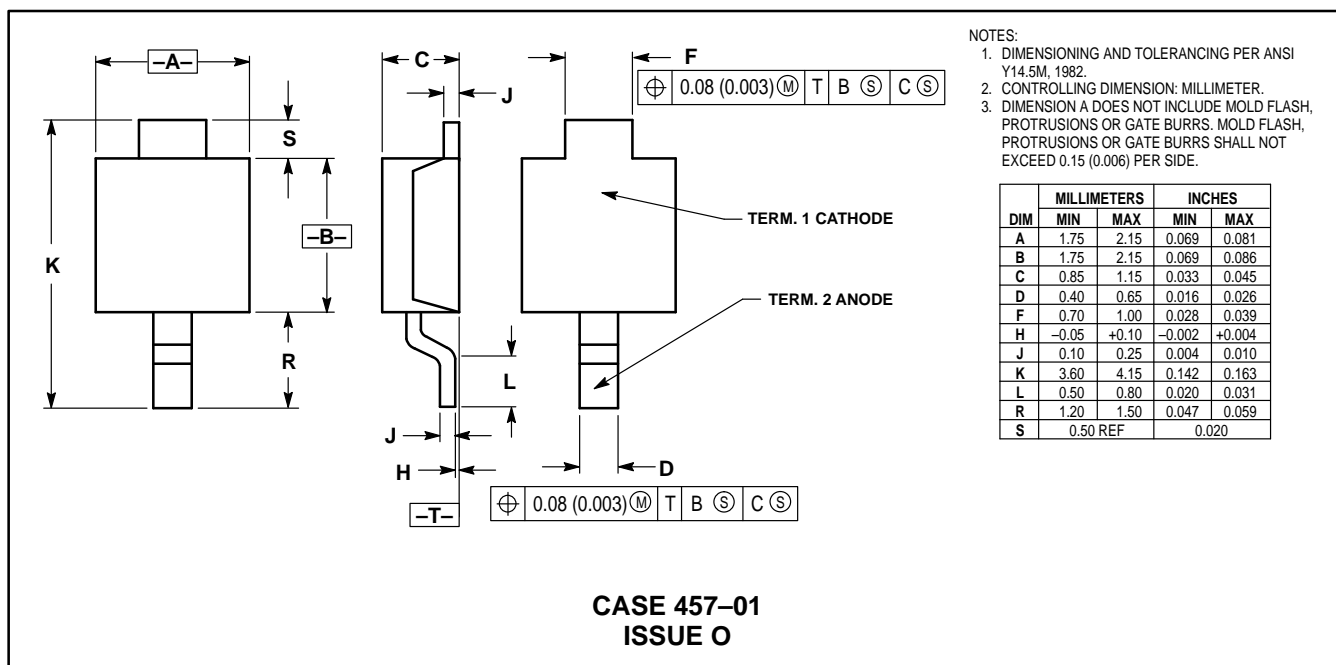 –A–
S
K
R
–B–
C
J
L
J
H
–T–
F
⌖ 0.08 (0.003) Ⓜ T B Ⓢ C Ⓢ
TERM. 1 CATHODE
TERM. 2 ANODE
D
⌖ 0.08 (0.003) Ⓜ T B Ⓢ C Ⓢ
NOTES:
1. DIMENSIONING AND TOLERANCING PER ANSI
Y14.5M, 1982.
2. CONTROLLING DIMENSION: MILLIMETER.
3. DIMENSION A DOES NOT INCLUDE MOLD FLASH,
PROTRUSIONS OR GATE BURRS. MOLD FLASH,
PROTRUSIONS OR GATE BURRS SHALL NOT
EXCEED 0.15 (0.006) PER SIDE.
MILLIMETERS INCHES
DIM MIN MAX MIN MAX
A 1.75 2.15 0.069 0.081
B 1.75 2.15 0.069 0.086
C 0.85 1.15 0.033 0.045
D 0.40 0.65 0.016 0.026
F 0.70 1.00 0.028 0.039
H –0.05 +0.10 –0.002 +0.004
J 0.10 0.25 0.004 0.010
K 3.60 4.15 0.142 0.163
L 0.50 0.80 0.020 0.031
R 1.20 1.50 0.047 0.059
S 0.50 REF 0.020
CASE 457–01
ISSUE O